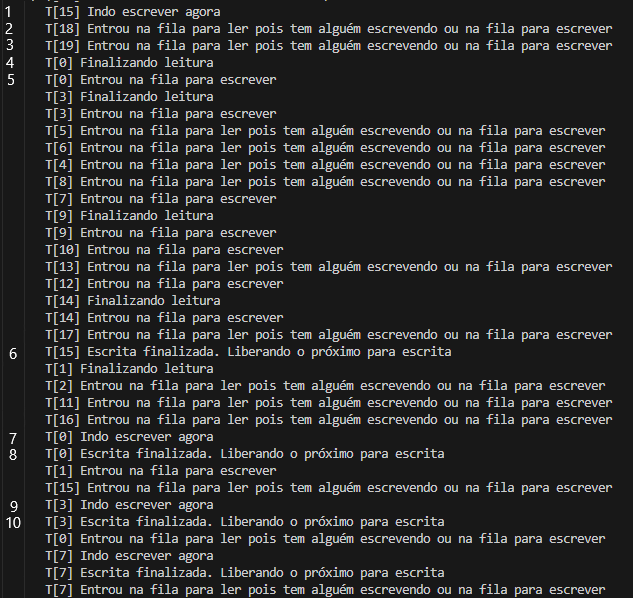 1 T[15] Indo escrever agora
2 T[18] Entrou na fila para ler pois tem alguém escrevendo ou na fila para escrever
3 T[19] Entrou na fila para ler pois tem alguém escrevendo ou na fila para escrever
4 T[0] Finalizando leitura
5 T[0] Entrou na fila para escrever
T[3] Finalizando leitura
T[3] Entrou na fila para escrever
T[5] Entrou na fila para ler pois tem alguém escrevendo ou na fila para escrever
T[6] Entrou na fila para ler pois tem alguém escrevendo ou na fila para escrever
T[4] Entrou na fila para ler pois tem alguém escrevendo ou na fila para escrever
T[8] Entrou na fila para ler pois tem alguém escrevendo ou na fila para escrever
T[7] Entrou na fila para escrever
T[9] Finalizando leitura
T[9] Entrou na fila para escrever
T[10] Entrou na fila para escrever
T[13] Entrou na fila para ler pois tem alguém escrevendo ou na fila para escrever
T[12] Entrou na fila para escrever
T[14] Finalizando leitura
T[14] Entrou na fila para escrever
T[17] Entrou na fila para ler pois tem alguém escrevendo ou na fila para escrever
6 T[15] Escrita finalizada. Liberando o próximo para escrita
T[1] Finalizando leitura
T[2] Entrou na fila para ler pois tem alguém escrevendo ou na fila para escrever
T[11] Entrou na fila para ler pois tem alguém escrevendo ou na fila para escrever
T[16] Entrou na fila para ler pois tem alguém escrevendo ou na fila para escrever
7 T[0] Indo escrever agora
8 T[0] Escrita finalizada. Liberando o próximo para escrita
T[1] Entrou na fila para escrever
T[15] Entrou na fila para ler pois tem alguém escrevendo ou na fila para escrever
9 T[3] Indo escrever agora
10 T[3] Escrita finalizada. Liberando o próximo para escrita
T[0] Entrou na fila para ler pois tem alguém escrevendo ou na fila para escrever
T[7] Indo escrever agora
T[7] Escrita finalizada. Liberando o próximo para escrita
T[7] Entrou na fila para ler pois tem alguém escrevendo ou na fila para escrever